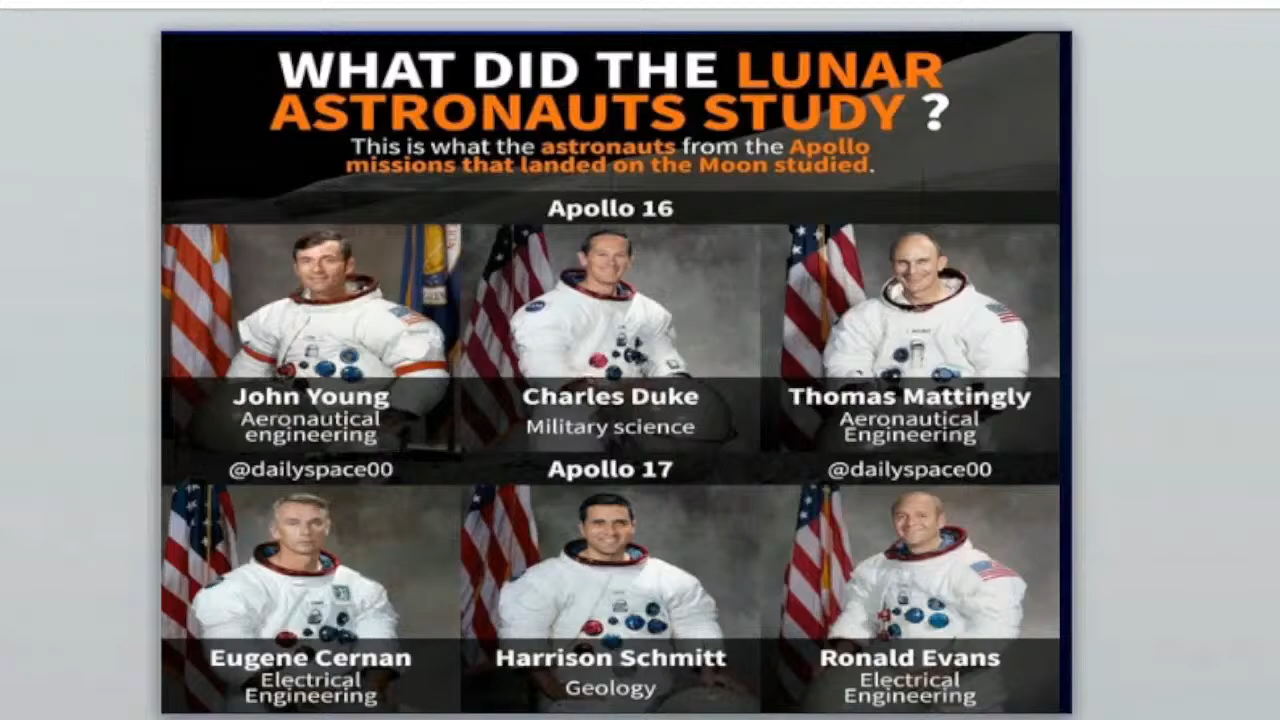 WHAT DID THE LUNAR
ASTRONAUTS STUDY ?
This is what the astronauts from the Apollo
missions that landed on the Moon studied.
Apollo 16
John Young
Aeronautical
engineering
Charles Duke
Military science
Thomas Mattingly
Aeronautical
Engineering
@dailyspace00
Apollo 17
@dailyspace00
Eugene Cernan
Electrical
Engineering
Harrison Schmitt
Geology
Ronald Evans
Electrical
Engineering